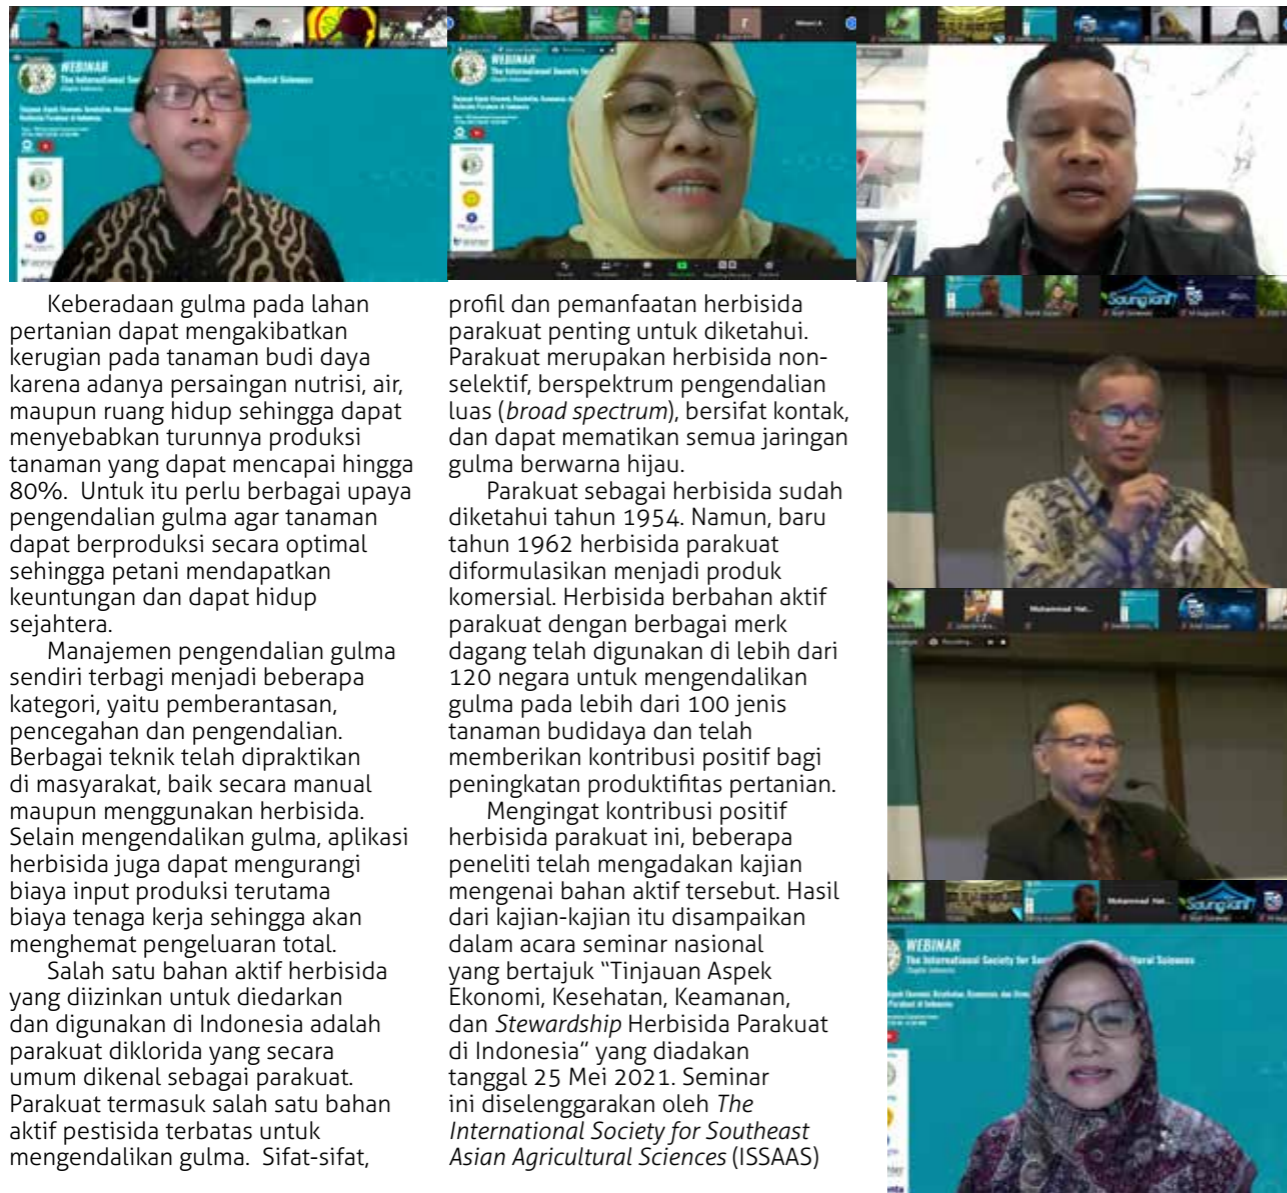 WEBINAR
WEBINAR
Keberadaan gulma pada lahan
pertanian dapat mengakibatkan
kerugian pada tanaman budi daya
karena adanya persaingan nutrisi, air,
maupun ruang hidup sehingga dapat
menyebabkan turunnya produksi
tanaman yang dapat mencapai hingga
80%.  Untuk itu perlu berbagai upaya
pengendalian gulma agar tanaman
dapat berproduksi secara optimal
sehingga petani mendapatkan
keuntungan dan dapat hidup
sejahtera.
Manajemen pengendalian gulma
sendiri terbagi menjadi beberapa
kategori, yaitu pemberantasan,
pencegahan dan pengendalian.
Berbagai teknik telah dipraktikan
di masyarakat, baik secara manual
maupun menggunakan herbisida.
Selain mengendalikan gulma, aplikasi
herbisida juga dapat mengurangi
biaya input produksi terutama
biaya tenaga kerja sehingga akan
menghemat pengeluaran total.
Salah satu bahan aktif herbisida
yang diizinkan untuk diedarkan
dan digunakan di Indonesia adalah
parakuat diklorida yang secara
umum dikenal sebagai parakuat.
Parakuat termasuk salah satu bahan
aktif pestisida terbatas untuk
mengendalikan gulma.  Sifat-sifat,
profil dan pemanfaatan herbisida
parakuat penting untuk diketahui.
Parakuat merupakan herbisida non-
selektif, berspektrum pengendalian
luas (broad spectrum), bersifat kontak,
dan dapat mematikan semua jaringan
gulma berwarna hijau.
Parakuat sebagai herbisida sudah
diketahui tahun 1954. Namun, baru
tahun 1962 herbisida parakuat
diformulasikan menjadi produk
komersial. Herbisida berbahan aktif
parakuat dengan berbagai merk
dagang telah digunakan di lebih dari
120 negara untuk mengendalikan
gulma pada lebih dari 100 jenis
tanaman budidaya dan telah
memberikan kontribusi positif bagi
peningkatan produktifitas pertanian.
Mengingat kontribusi positif
herbisida parakuat ini, beberapa
peneliti telah mengadakan kajian
mengenai bahan aktif tersebut. Hasil
dari kajian-kajian itu disampaikan
dalam acara seminar nasional
yang bertajuk “Tinjauan Aspek
Ekonomi, Kesehatan, Keamanan,
dan Stewardship Herbisida Parakuat
di Indonesia” yang diadakan
tanggal 25 Mei 2021. Seminar
ini diselenggarakan oleh The
International Society for Southeast
Asian Agricultural Sciences (ISSAAS)
WEBINAR
The International Society for